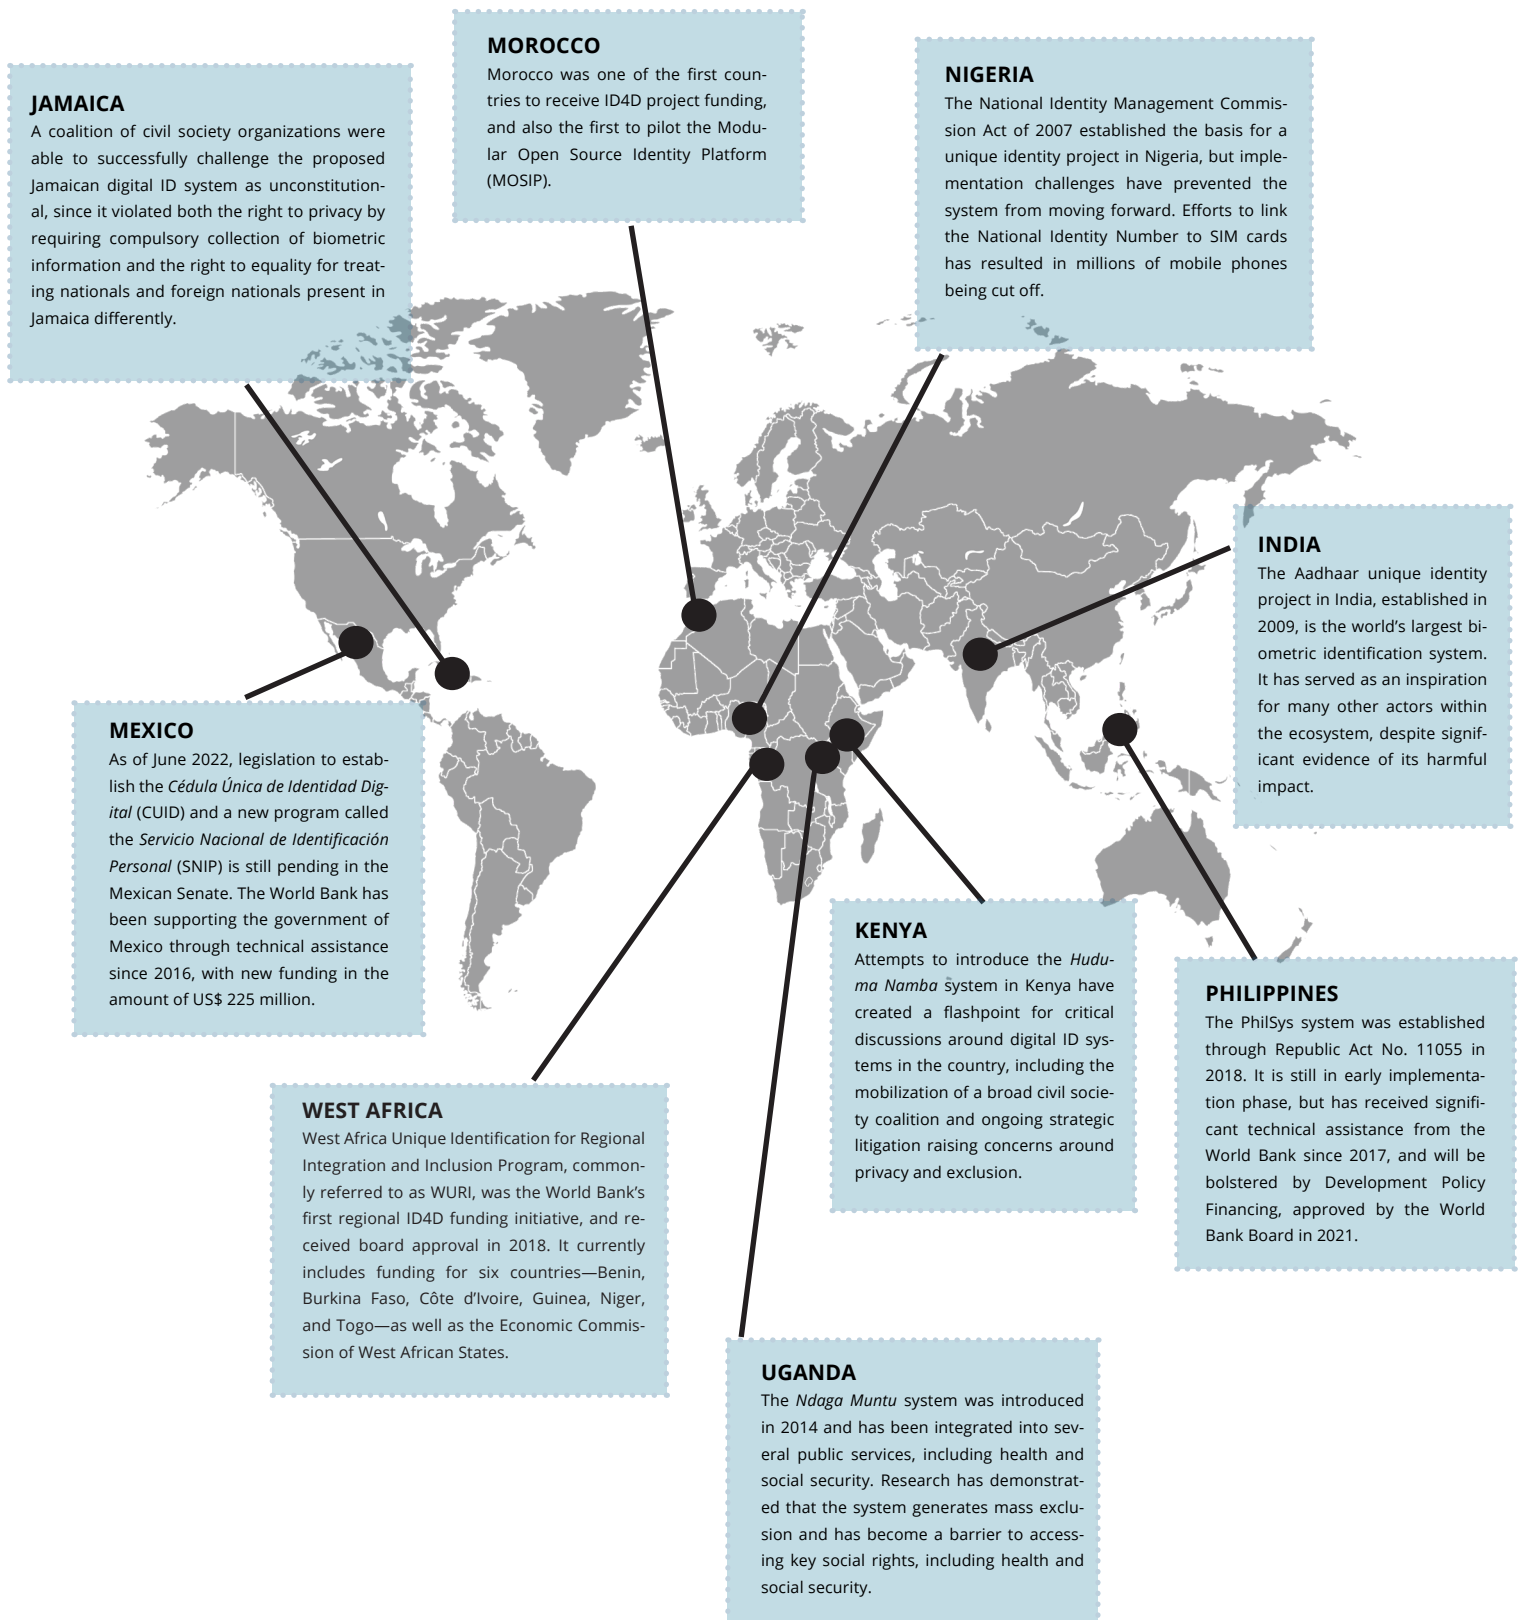 MOROCCO
Morocco was one of the first coun-
tries to receive ID4D project funding,
and also the first to pilot the Modu-
lar Open Source Identity Platform
(MOSIP).
NIGERIA
The National Identity Management Commis-
sion Act of 2007 established the basis for a
unique identity project in Nigeria, but imple-
mentation challenges have prevented the
system from moving forward. Efforts to link
the National Identity Number to SIM cards
has resulted in millions of mobile phones
being cut off.
JAMAICA
A coalition of civil society organizations were
able to successfully challenge the proposed
Jamaican digital ID system as unconstitution-
al, since it violated both the right to privacy by
requiring compulsory collection of biometric
information and the right to equality for treat-
ing nationals and foreign nationals present in
Jamaica differently.
INDIA
The Aadhaar unique identity
project in India, established in
2009, is the world's largest bi-
ometric identification system.
It has served as an inspiration
for many other actors within
the ecosystem, despite signif-
icant evidence of its harmful
impact.
MEXICO
As of June 2022, legislation to estab-
lish the Cédula Única de Identidad Dig-
ital (CUID) and a new program called
the Servicio Nacional de Identificación
Personal (SNIP) is still pending in the
Mexican Senate. The World Bank has
been supporting the government of
Mexico through technical assistance
since 2016, with new funding in the
amount of US$ 225 million.
KENYA
Attempts to introduce the Hudu-
ma Namba system in Kenya have
created a flashpoint for critical
discussions around digital ID sys-
tems in the country, including the
mobilization of a broad civil socie-
ty coalition and ongoing strategic
litigation raising concerns around
privacy and exclusion.
PHILIPPINES
The PhilSys system was established
through Republic Act No. 11055 in
2018. It is still in early implementa-
tion phase, but has received signifi-
cant technical assistance from the
World Bank since 2017, and will be
bolstered by Development Policy
Financing, approved by the World
Bank Board in 2021.
WEST AFRICA
West Africa Unique Identification for Regional
Integration and Inclusion Program, common-
ly referred to as WURI, was the World Bank's
first regional ID4D funding initiative, and re-
ceived board approval in 2018. It currently
includes funding for six countries—Benin,
Burkina Faso, Côte d'Ivoire, Guinea, Niger,
and Togo—as well as the Economic Commis-
sion of West African States.
UGANDA
The Ndaga Muntu system was introduced
in 2014 and has been integrated into sev-
eral public services, including health and
social security. Research has demonstrat-
ed that the system generates mass exclu-
sion and has become a barrier to access-
ing key social rights, including health and
social security.